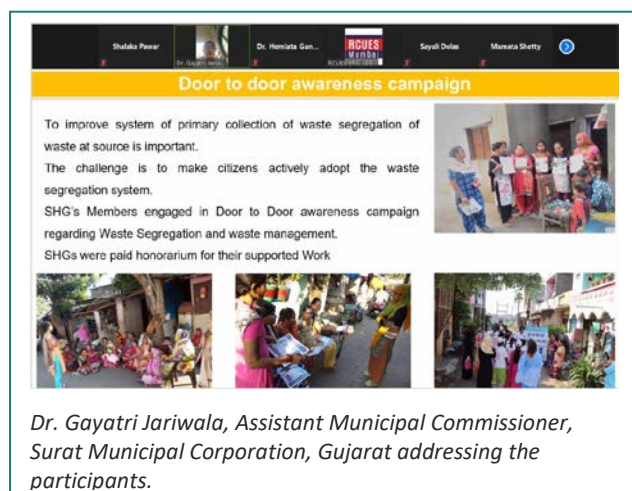 Shalaka Pawar
Dr. Hemlata Gan...
RCUES
Mumbai
Sayali Dolas
Mamata Shetty
Door to door awareness campaign
To improve system of primary collection of waste segregation of
waste at source is important.
The challenge is to make citizens actively adopt the waste
segregation system.
SHG's Members engaged in Door to Door awareness campaign
regarding Waste Segregation and waste management.
SHGs were paid honorarium for their supported Work
Dr. Gayatri Jariwala, Assistant Municipal Commissioner,
Surat Municipal Corporation, Gujarat addressing the
participants.